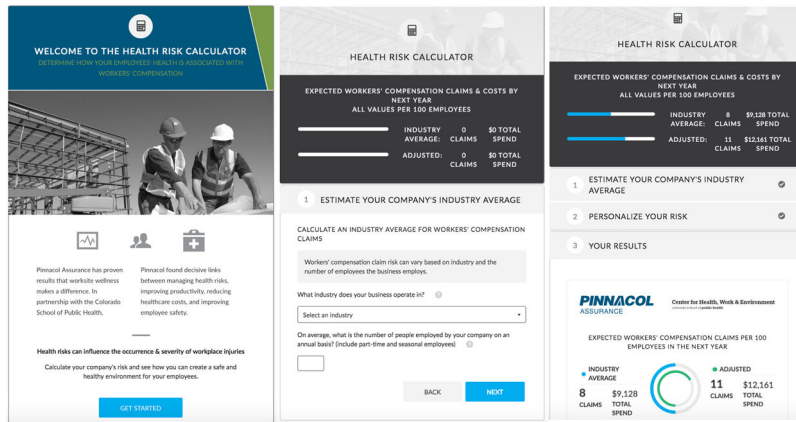 WELCOME TO THE HEALTH RISK CALCULATOR
DETERMINE HOW YOUR EMPLOYEES' HEALTH IS ASSOCIATED WITH
WORKERS' COMPENSATION
Pinnacol Assurance has proven
results that worksite wellness
makes a difference. In
partnership with the Colorado
School of Public Health,
Pinnacol found decisive links
between managing health risks,
improving productivity, reducing
healthcare costs, and improving
employee safety.
Health risks can influence the occurrence & severity of workplace injuries
Calculate your company's risk and see how you can create a safe and
healthy environment for your employees.
GET STARTED
HEALTH RISK CALCULATOR
EXPECTED WORKERS' COMPENSATION CLAIMS & COSTS BY
NEXT YEAR
ALL VALUES PER 100 EMPLOYEES
INDUSTRY AVERAGE: 0 CLAIMS $0 TOTAL SPEND
ADJUSTED: 0 CLAIMS $0 TOTAL SPEND
1 ESTIMATE YOUR COMPANY'S INDUSTRY AVERAGE
CALCULATE AN INDUSTRY AVERAGE FOR WORKERS' COMPENSATION
CLAIMS
Workers' compensation claim risk can vary based on industry and the
number of employees the business employs.
What industry does your business operate in? ?
Select an industry
On average, what is the number of people employed by your company on an
annual basis? (include part-time and seasonal employees) ?
BACK NEXT
HEALTH RISK CALCULATOR
EXPECTED WORKERS' COMPENSATION CLAIMS & COSTS BY
NEXT YEAR
ALL VALUES PER 100 EMPLOYEES
INDUSTRY AVERAGE: 8 CLAIMS $9,128 TOTAL SPEND
ADJUSTED: 11 CLAIMS $12,161 TOTAL SPEND
1 ESTIMATE YOUR COMPANY'S INDUSTRY
AVERAGE
2 PERSONALIZE YOUR RISK
3 YOUR RESULTS
PINNACOL
ASSURANCE
Center for Health, Work & Environment
colorado school of public health
EXPECTED WORKERS' COMPENSATION CLAIMS PER 100
EMPLOYEES IN THE NEXT YEAR
INDUSTRY
AVERAGE
8 CLAIMS
$9,128
TOTAL
SPEND
ADJUSTED
11 CLAIMS
$12,161
TOTAL
SPEND